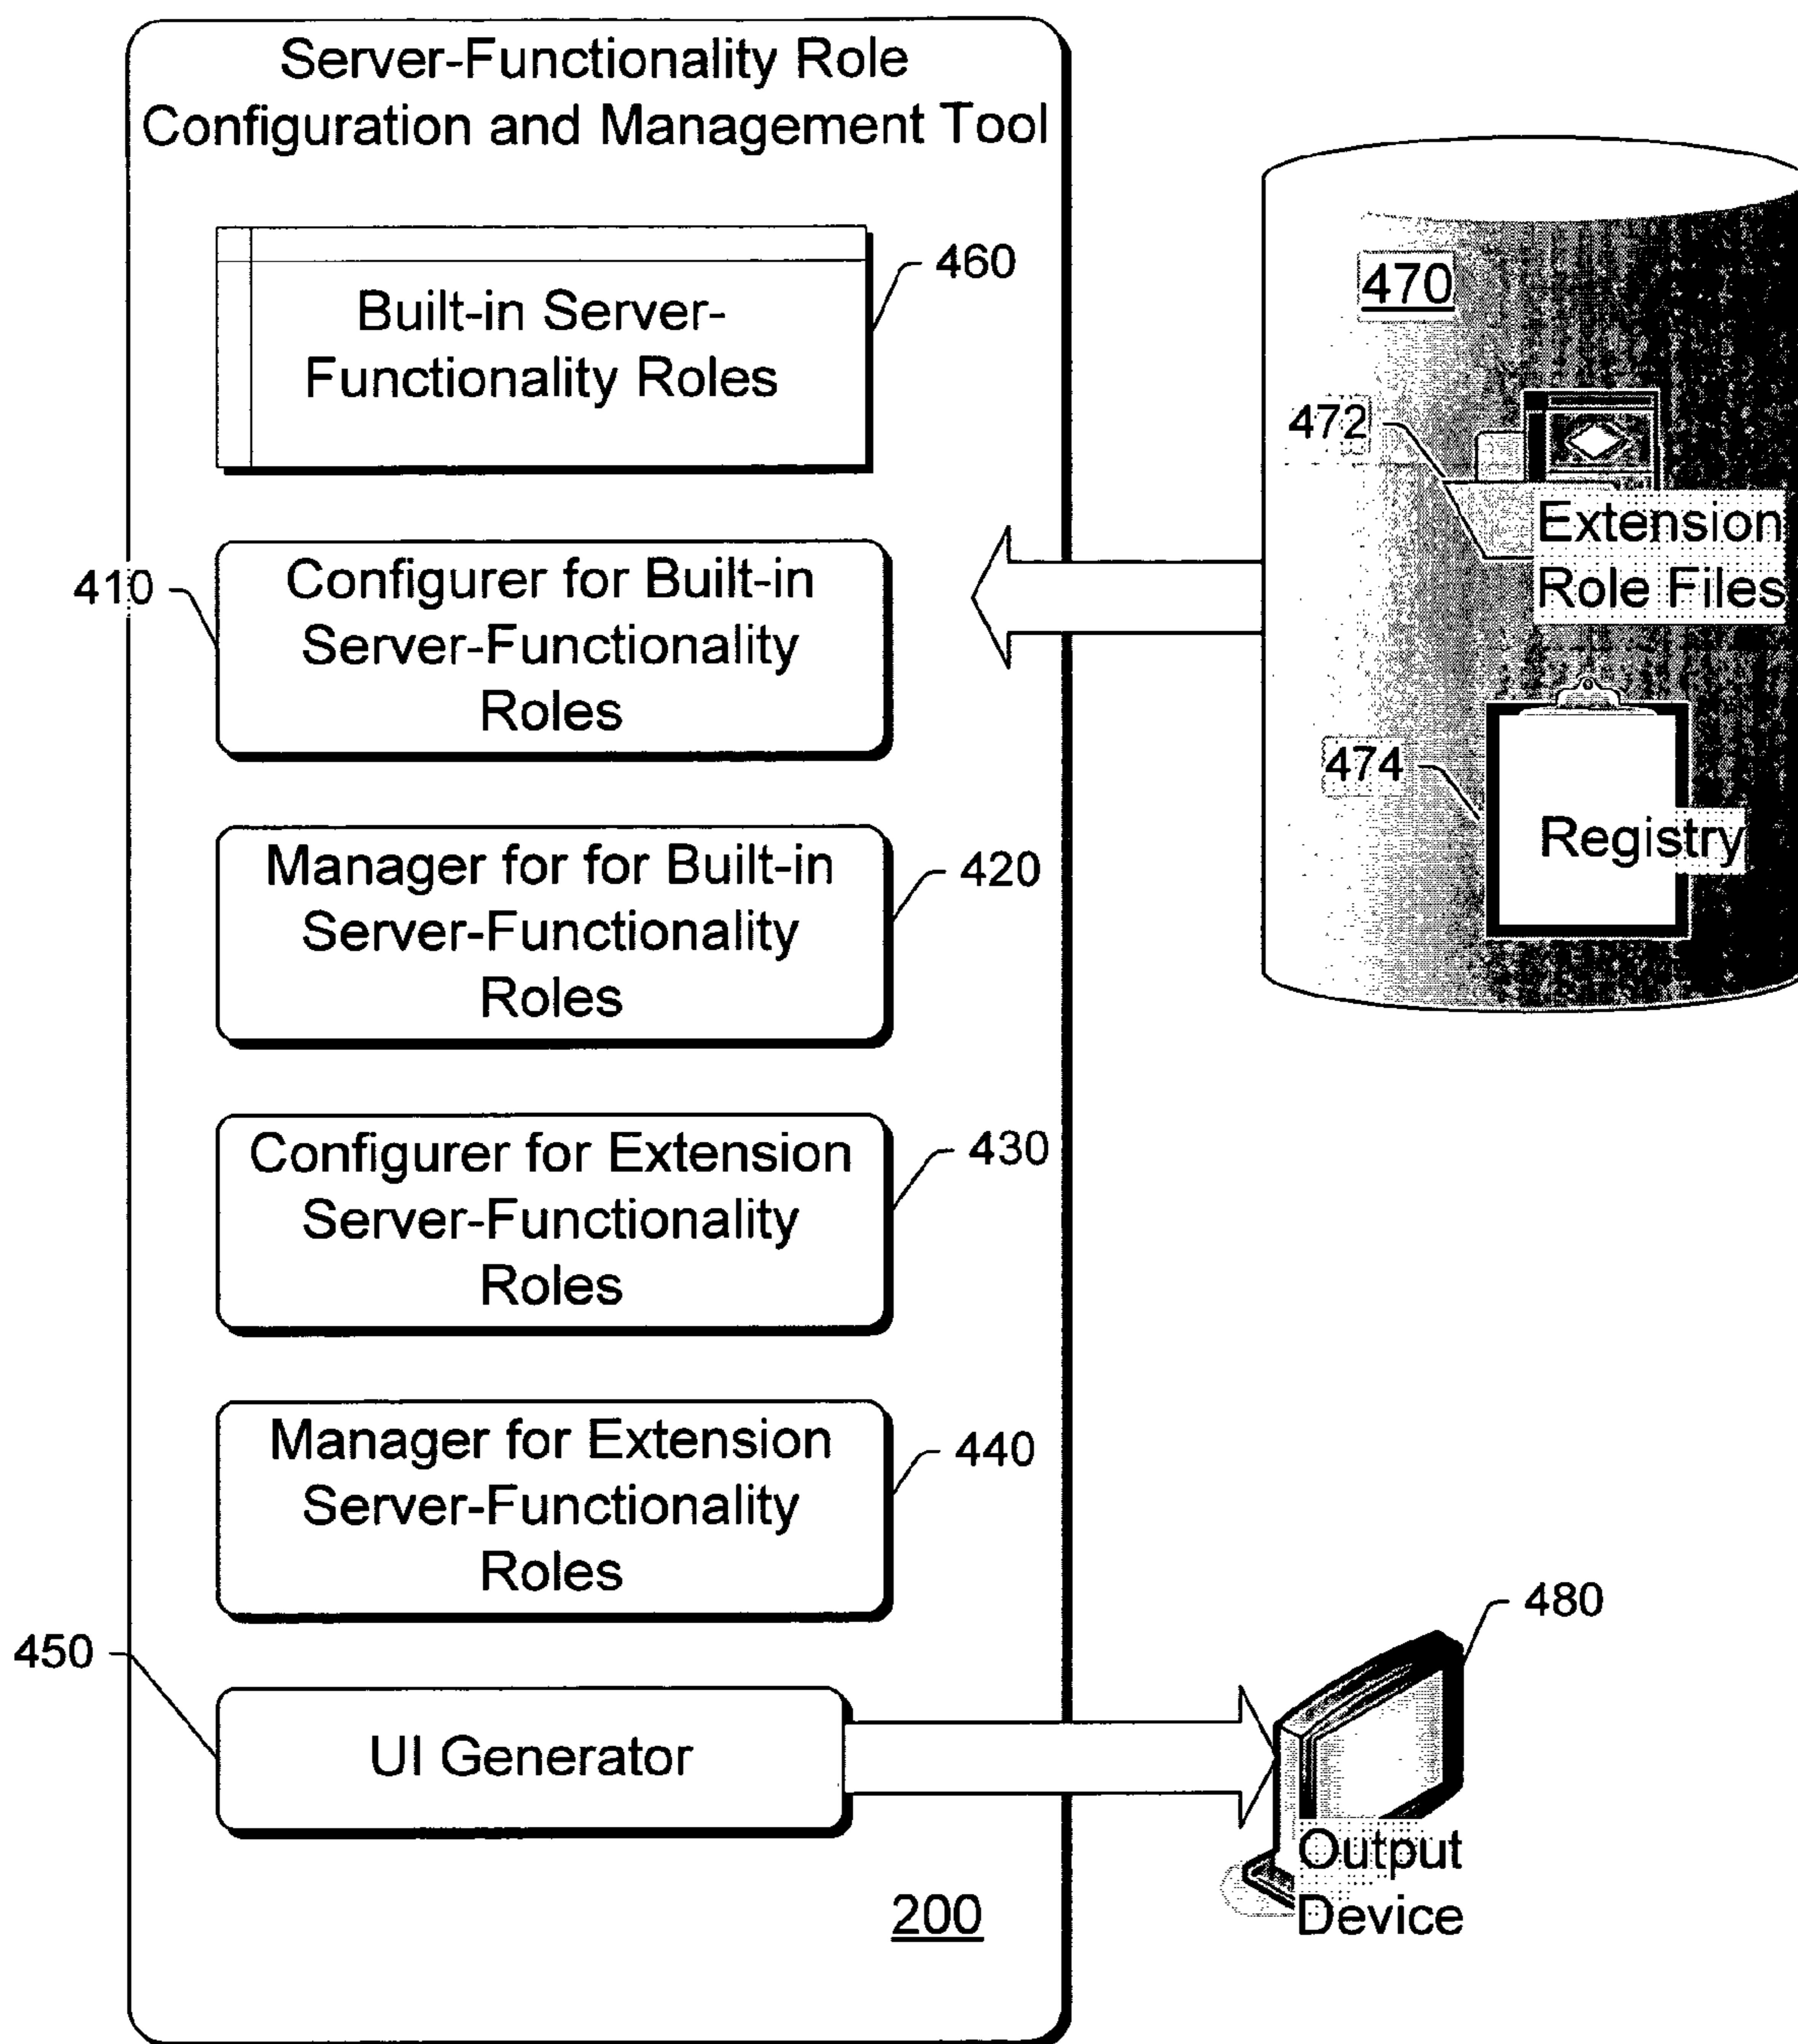 Server-Functionality Role
Configuration and Management Tool
Built-in Server-
Functionality Roles
460
410
Configurer for Built-in
Server-Functionality
Roles
Manager for for Built-in
Server-Functionality
Roles
420
Configurer for Extension
Server-Functionality
Roles
430
Manager for Extension
Server-Functionality
Roles
440
450
UI Generator
200
470
472
Extension
Role Files
474
Registry
480
Output
Device